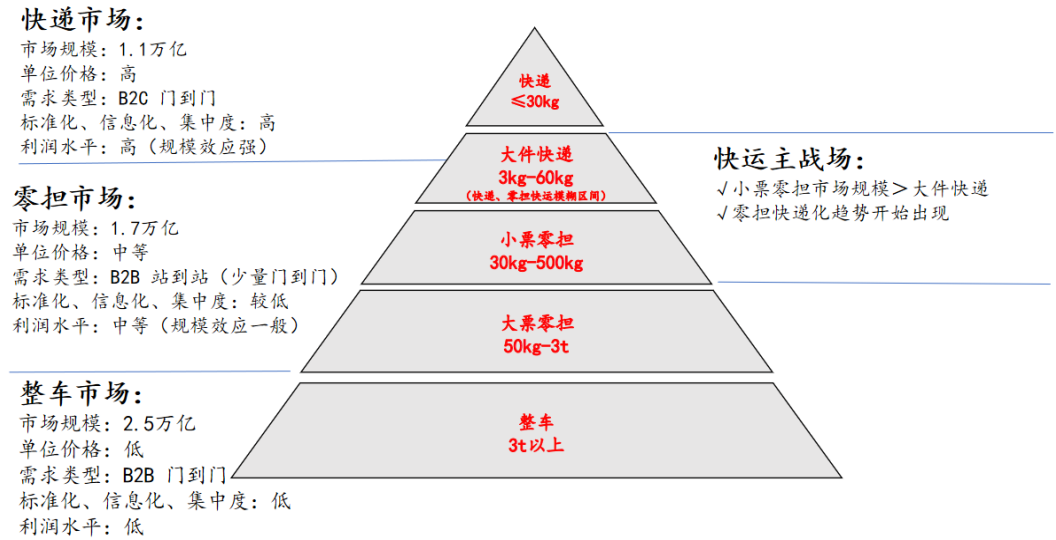 快递市场：
市场规模：1.1万亿
单位价格：高
需求类型：B2C 门到门
标准化、信息化、集中度：高
利润水平：高（规模效应强）
零担市场：
市场规模：1.7万亿
单位价格：中等
需求类型：B2B 站到站（少量门到门）
标准化、信息化、集中度：较低
利润水平：中等（规模效应一般）
整车市场：
市场规模：2.5万亿
单位价格：低
需求类型：B2B 门到门
标准化、信息化、集中度：低
利润水平：低
快递
≤30kg
大件快递
3kg-60kg
（快递、零担快运模糊区间）
小票零担
30kg-500kg
大票零担
50kg-3t
整车
3t以上
快运主战场：
√小票零担市场规模＞大件快递
√零担快递化趋势开始出现